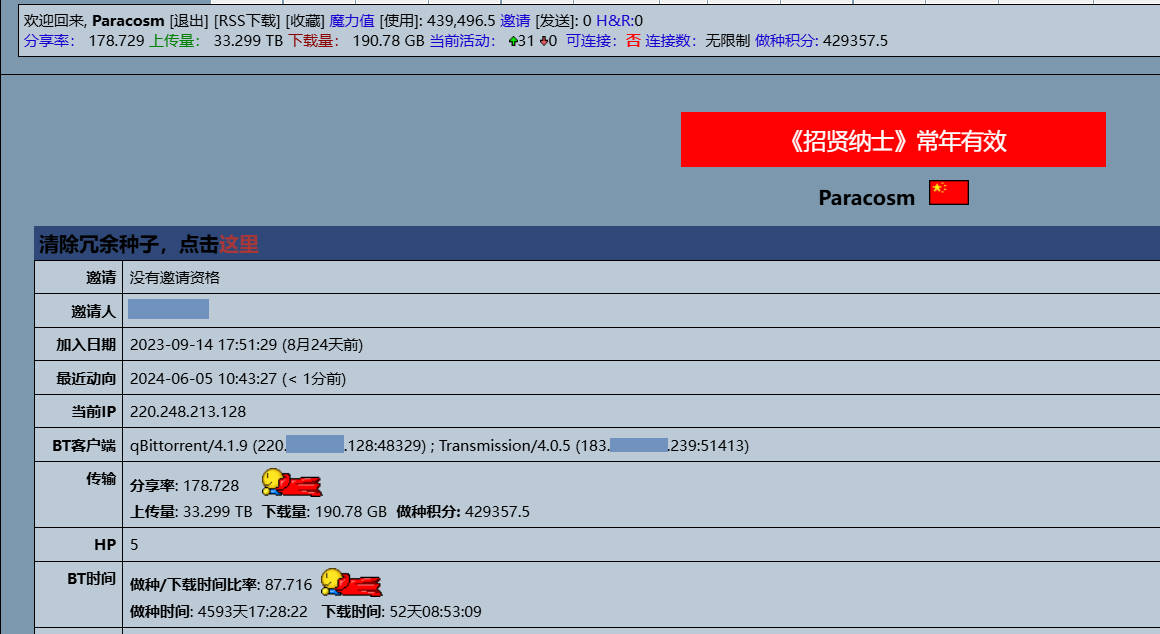 欢迎回来, Paracosm [退出] [RSS下载] [收藏] 魔力值 [使用]: 439,496.5 邀请 [发送]: 0 H&R:0
分享率： 178.729 上传量： 33.299 TB 下载量： 190.78 GB 当前活动： 31 0 可连接：否 连接数：无限制 做种积分: 429357.5
《招贤纳士》常年有效
Paracosm
清除冗余种子，点击这里
邀请 没有邀请资格
邀请人
加入日期 2023-09-14 17:51:29 (8月24天前)
最近动向 2024-06-05 10:43:27 (< 1分前)
当前IP 220.248.213.128
BT客户端 qBittorrent/4.1.9 (220. .128:48329) ; Transmission/4.0.5 (183. .239:51413)
传输 分享率: 178.728
上传量: 33.299 TB 下载量: 190.78 GB 做种积分: 429357.5
HP 5
BT时间 做种/下载时间比率: 87.716
做种时间: 4593天17:28:22 下载时间: 52天08:53:09